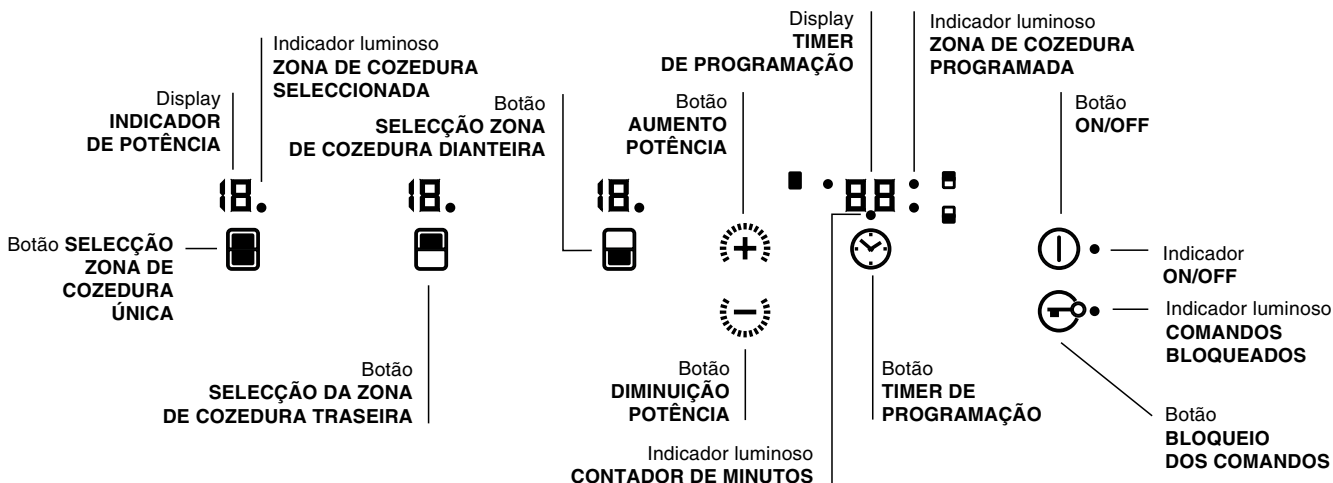 Display
INDICADOR
DE POTÊNCIA
Indicador luminoso
ZONA DE COZEDURA
SELECCIONADA
Botão
SELECÇÃO ZONA
DE COZEDURA DIANTEIRA
Botão
AUMENTO
POTÊNCIA
Display
TIMER
DE PROGRAMAÇÃO
Indicador luminoso
ZONA DE COZEDURA
PROGRAMADA
Botão
ON/OFF
18.
18.
18.
88
Botão SELECÇÃO
ZONA DE
COZEDURA
ÚNICA
Indicador
ON/OFF
Indicador luminoso
COMANDOS
BLOQUEADOS
Botão
SELECÇÃO DA ZONA
DE COZEDURA TRASEIRA
Botão
DIMINUIÇÃO
POTÊNCIA
Botão
TIMER DE
PROGRAMAÇÃO
Botão
BLOQUEIO
DOS COMANDOS
Indicador luminoso
CONTADOR DE MINUTOS